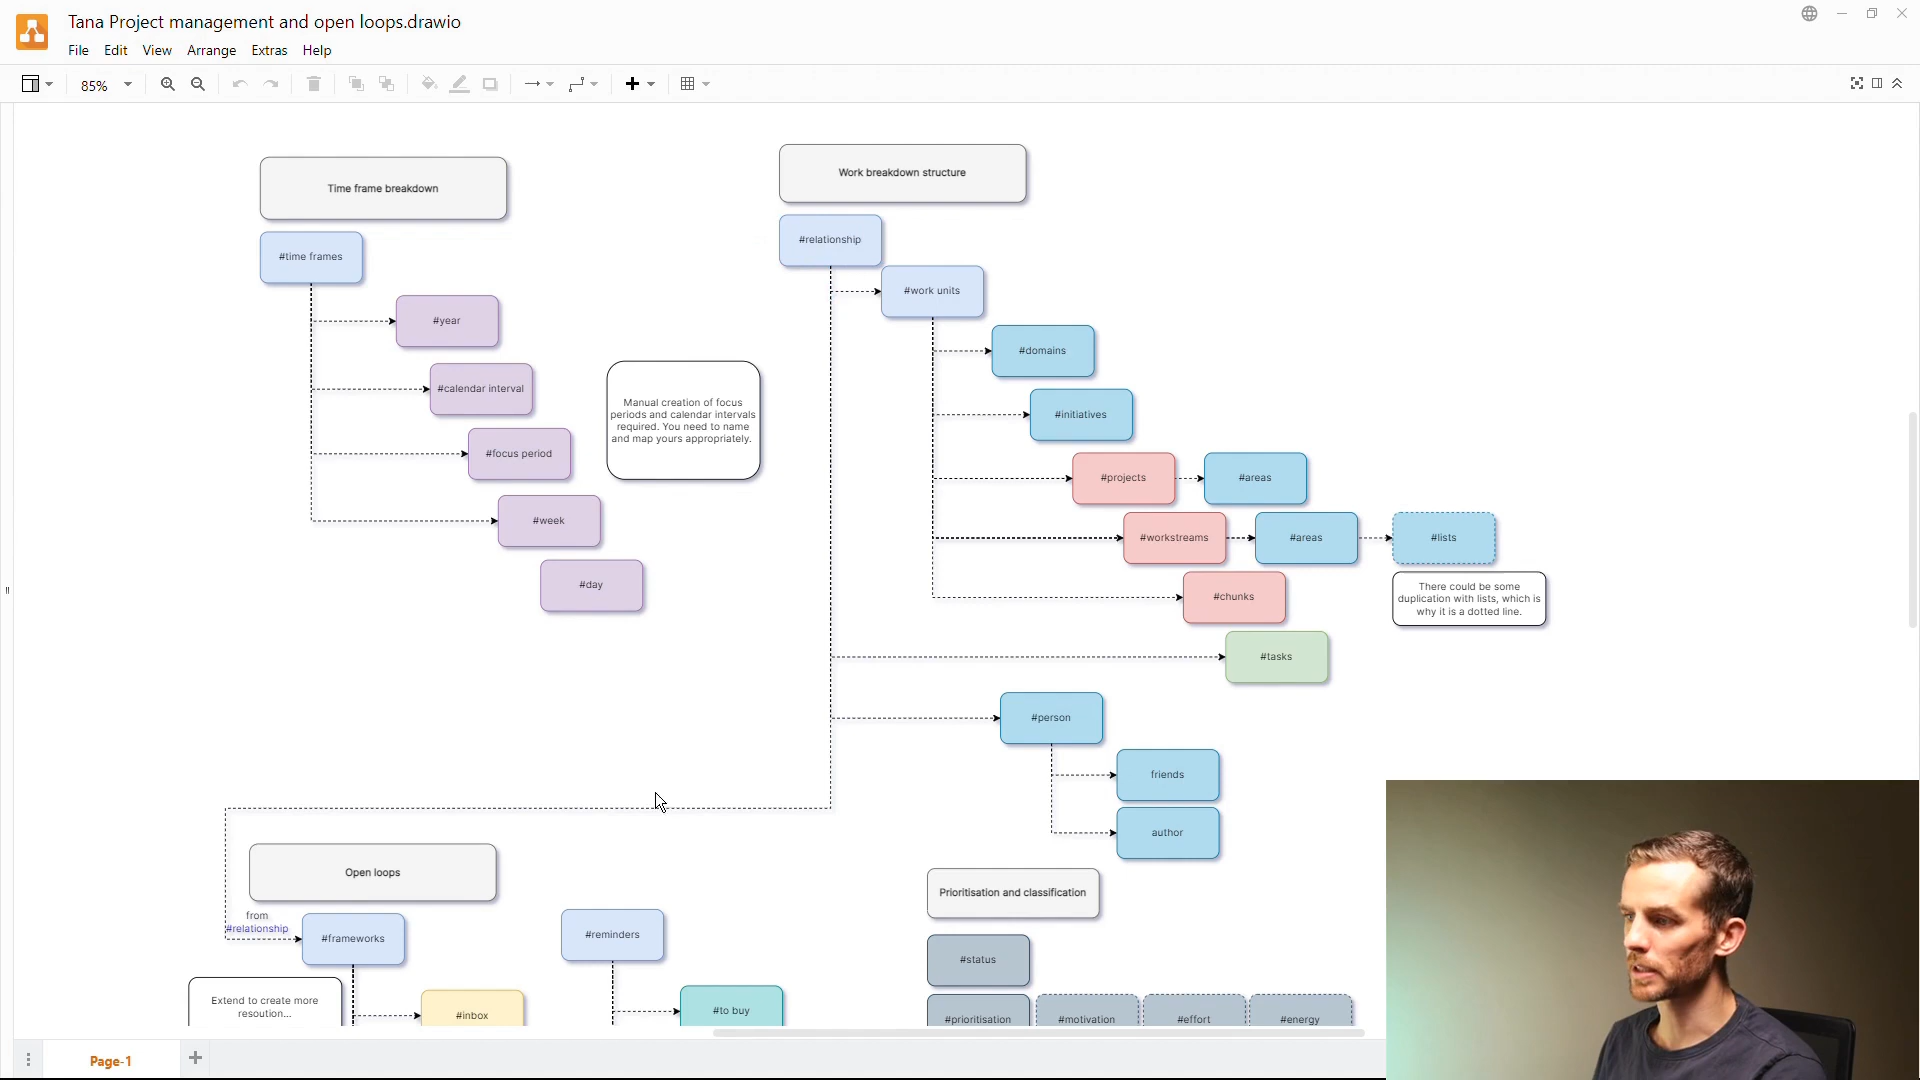 Tana Project management and open loops.drawio
File Edit View Arrange Extras Help
85%
Time frame breakdown
#time frames
#year
#calendar interval
#focus period
#week
#day
Manual creation of focus
periods and calendar intervals
required. You need to name
and map yours appropriately.
Work breakdown structure
#relationship
#work units
#domains
#initiatives
#projects
#areas
#workstreams
#areas
#lists
There could be some
duplication with lists, which is
why it is a dotted line.
#chunks
#tasks
#person
friends
author
Open loops
from
#relationship
#frameworks
Extend to create more
resoution...
#inbox
#reminders
#to buy
Prioritisation and classification
#status
#prioritisation
#motivation
#effort
#energy
Page-1